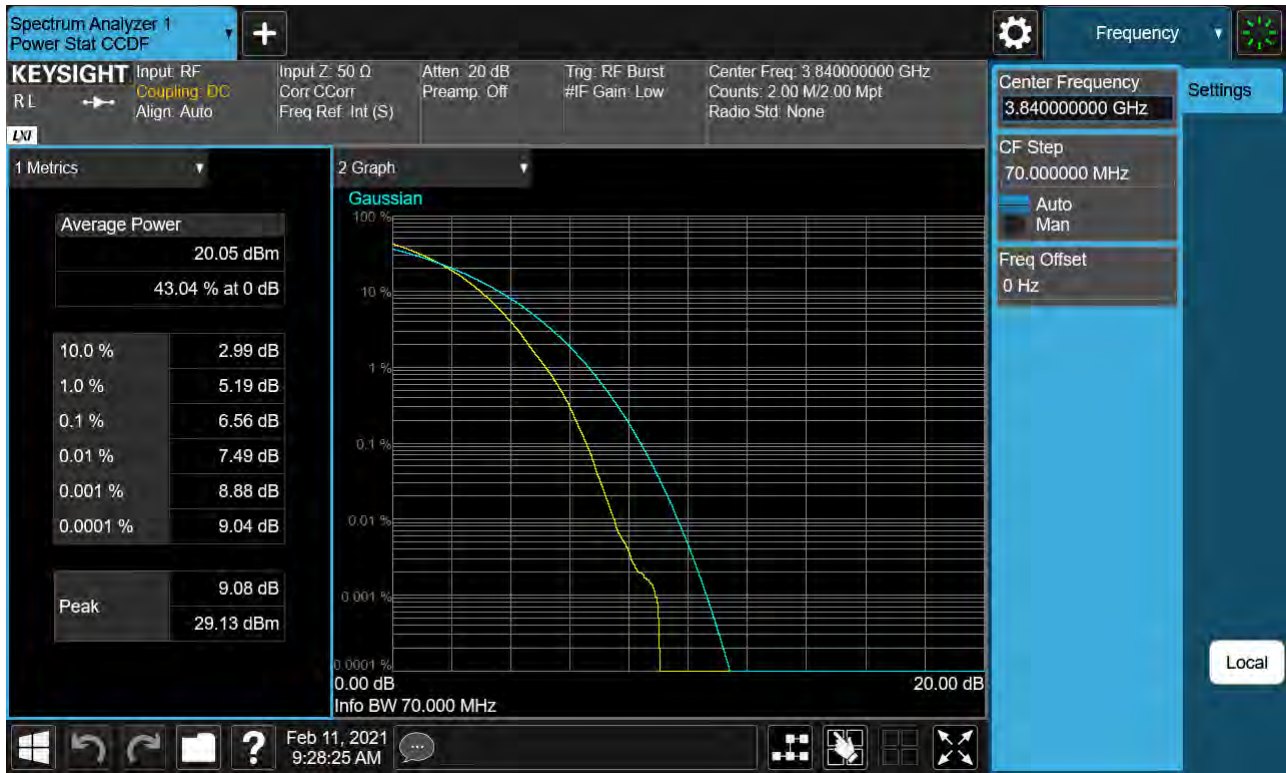 Spectrum Analyzer 1
Power Stat CCDF
+
Frequency
KEYSIGHT
RL
LXI
Input: RF
Coupling: DC
Align: Auto
Input Z: 50 Ω
Corr CCorr
Freq Ref: Int (S)
Atten: 20 dB
Preamp: Off
Trig: RF Burst
#IF Gain: Low
Center Freq: 3.840000000 GHz
Counts: 2.00 M/2.00 Mpt
Radio Std: None
1 Metrics
Average Power
20.05 dBm
43.04 % at 0 dB
10.0 % 2.99 dB
1.0 % 5.19 dB
0.1 % 6.56 dB
0.01 % 7.49 dB
0.001 % 8.88 dB
0.0001 % 9.04 dB
Peak
9.08 dB
29.13 dBm
2 Graph
Gaussian
100 %
10 %
1 %
0.1 %
0.01 %
0.001 %
0.0001 %
0.00 dB 20.00 dB
Info BW 70.000 MHz
Center Frequency
3.840000000 GHz
Settings
CF Step
70.000000 MHz
Auto
Man
Freq Offset
0 Hz
Local
?
Feb 11, 2021
9:28:25 AM